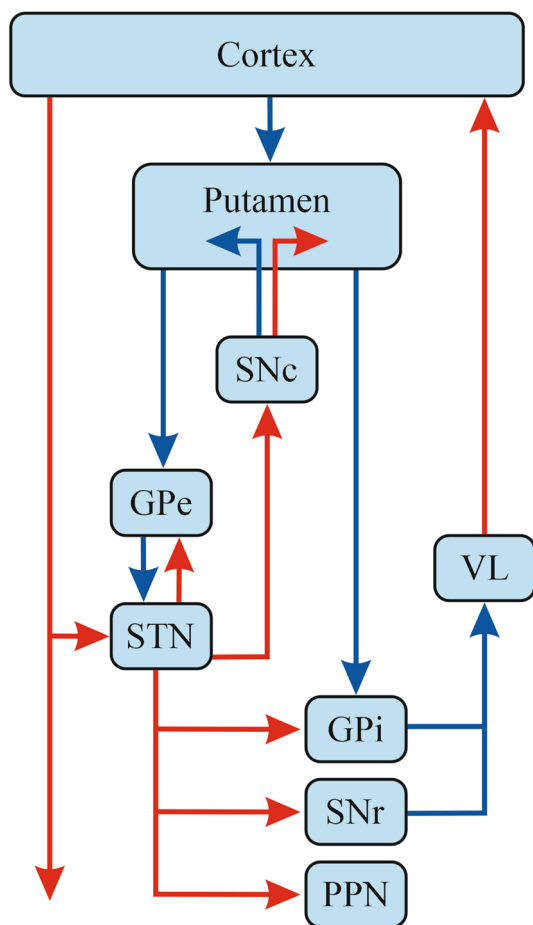 Cortex
Putamen
SNc
GPe
VL
STN
GPi
SNr
PPN